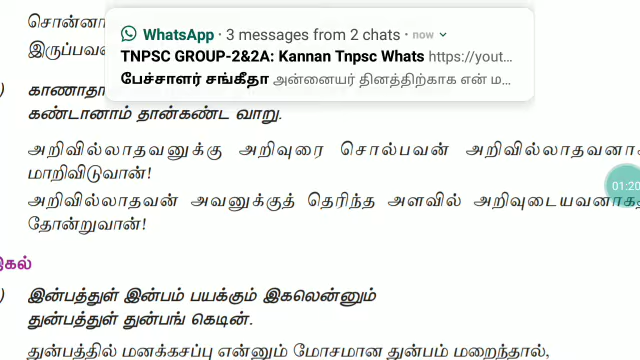 சொன்னா
இருப்பவன்
WhatsApp · 3 messages from 2 chats · now
TNPSC GROUP-2&2A: Kannan Tnpsc Whats https://yout...
பேச்சாளர் சங்கீதா அன்னையர் தினத்திற்காக என் ம...
) காணாதா
கண்டானாம் தான்கண்ட வாறு.
அறிவில்லாதவனுக்கு அறிவுரை சொல்பவன் அறிவில்லாதவனாக
மாறிவிடுவான்!
01:20
அறிவில்லாதவன் அவனுக்குத் தெரிந்த அளவில் அறிவுடையவனாகத்
தோன்றுவான்!
இகல்
) இன்பத்துள் இன்பம் பயக்கும் இகலென்னும்
துன்பத்துள் துன்பங் கெடின்.
துன்பத்தில் மனக்கசப்பு என்னும் மோசமான துன்பம் மறைந்தால்,